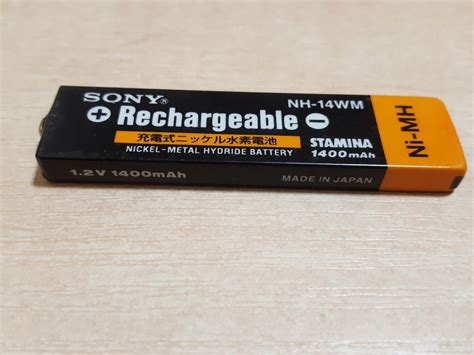 SONY® NH-14WM
+ Rechargeable −
充電式ニッケル水素電池
NICKEL-METAL HYDRIDE BATTERY
STAMINA
1400mAh
Ni-MH
1.2V 1400mAh MADE IN JAPAN